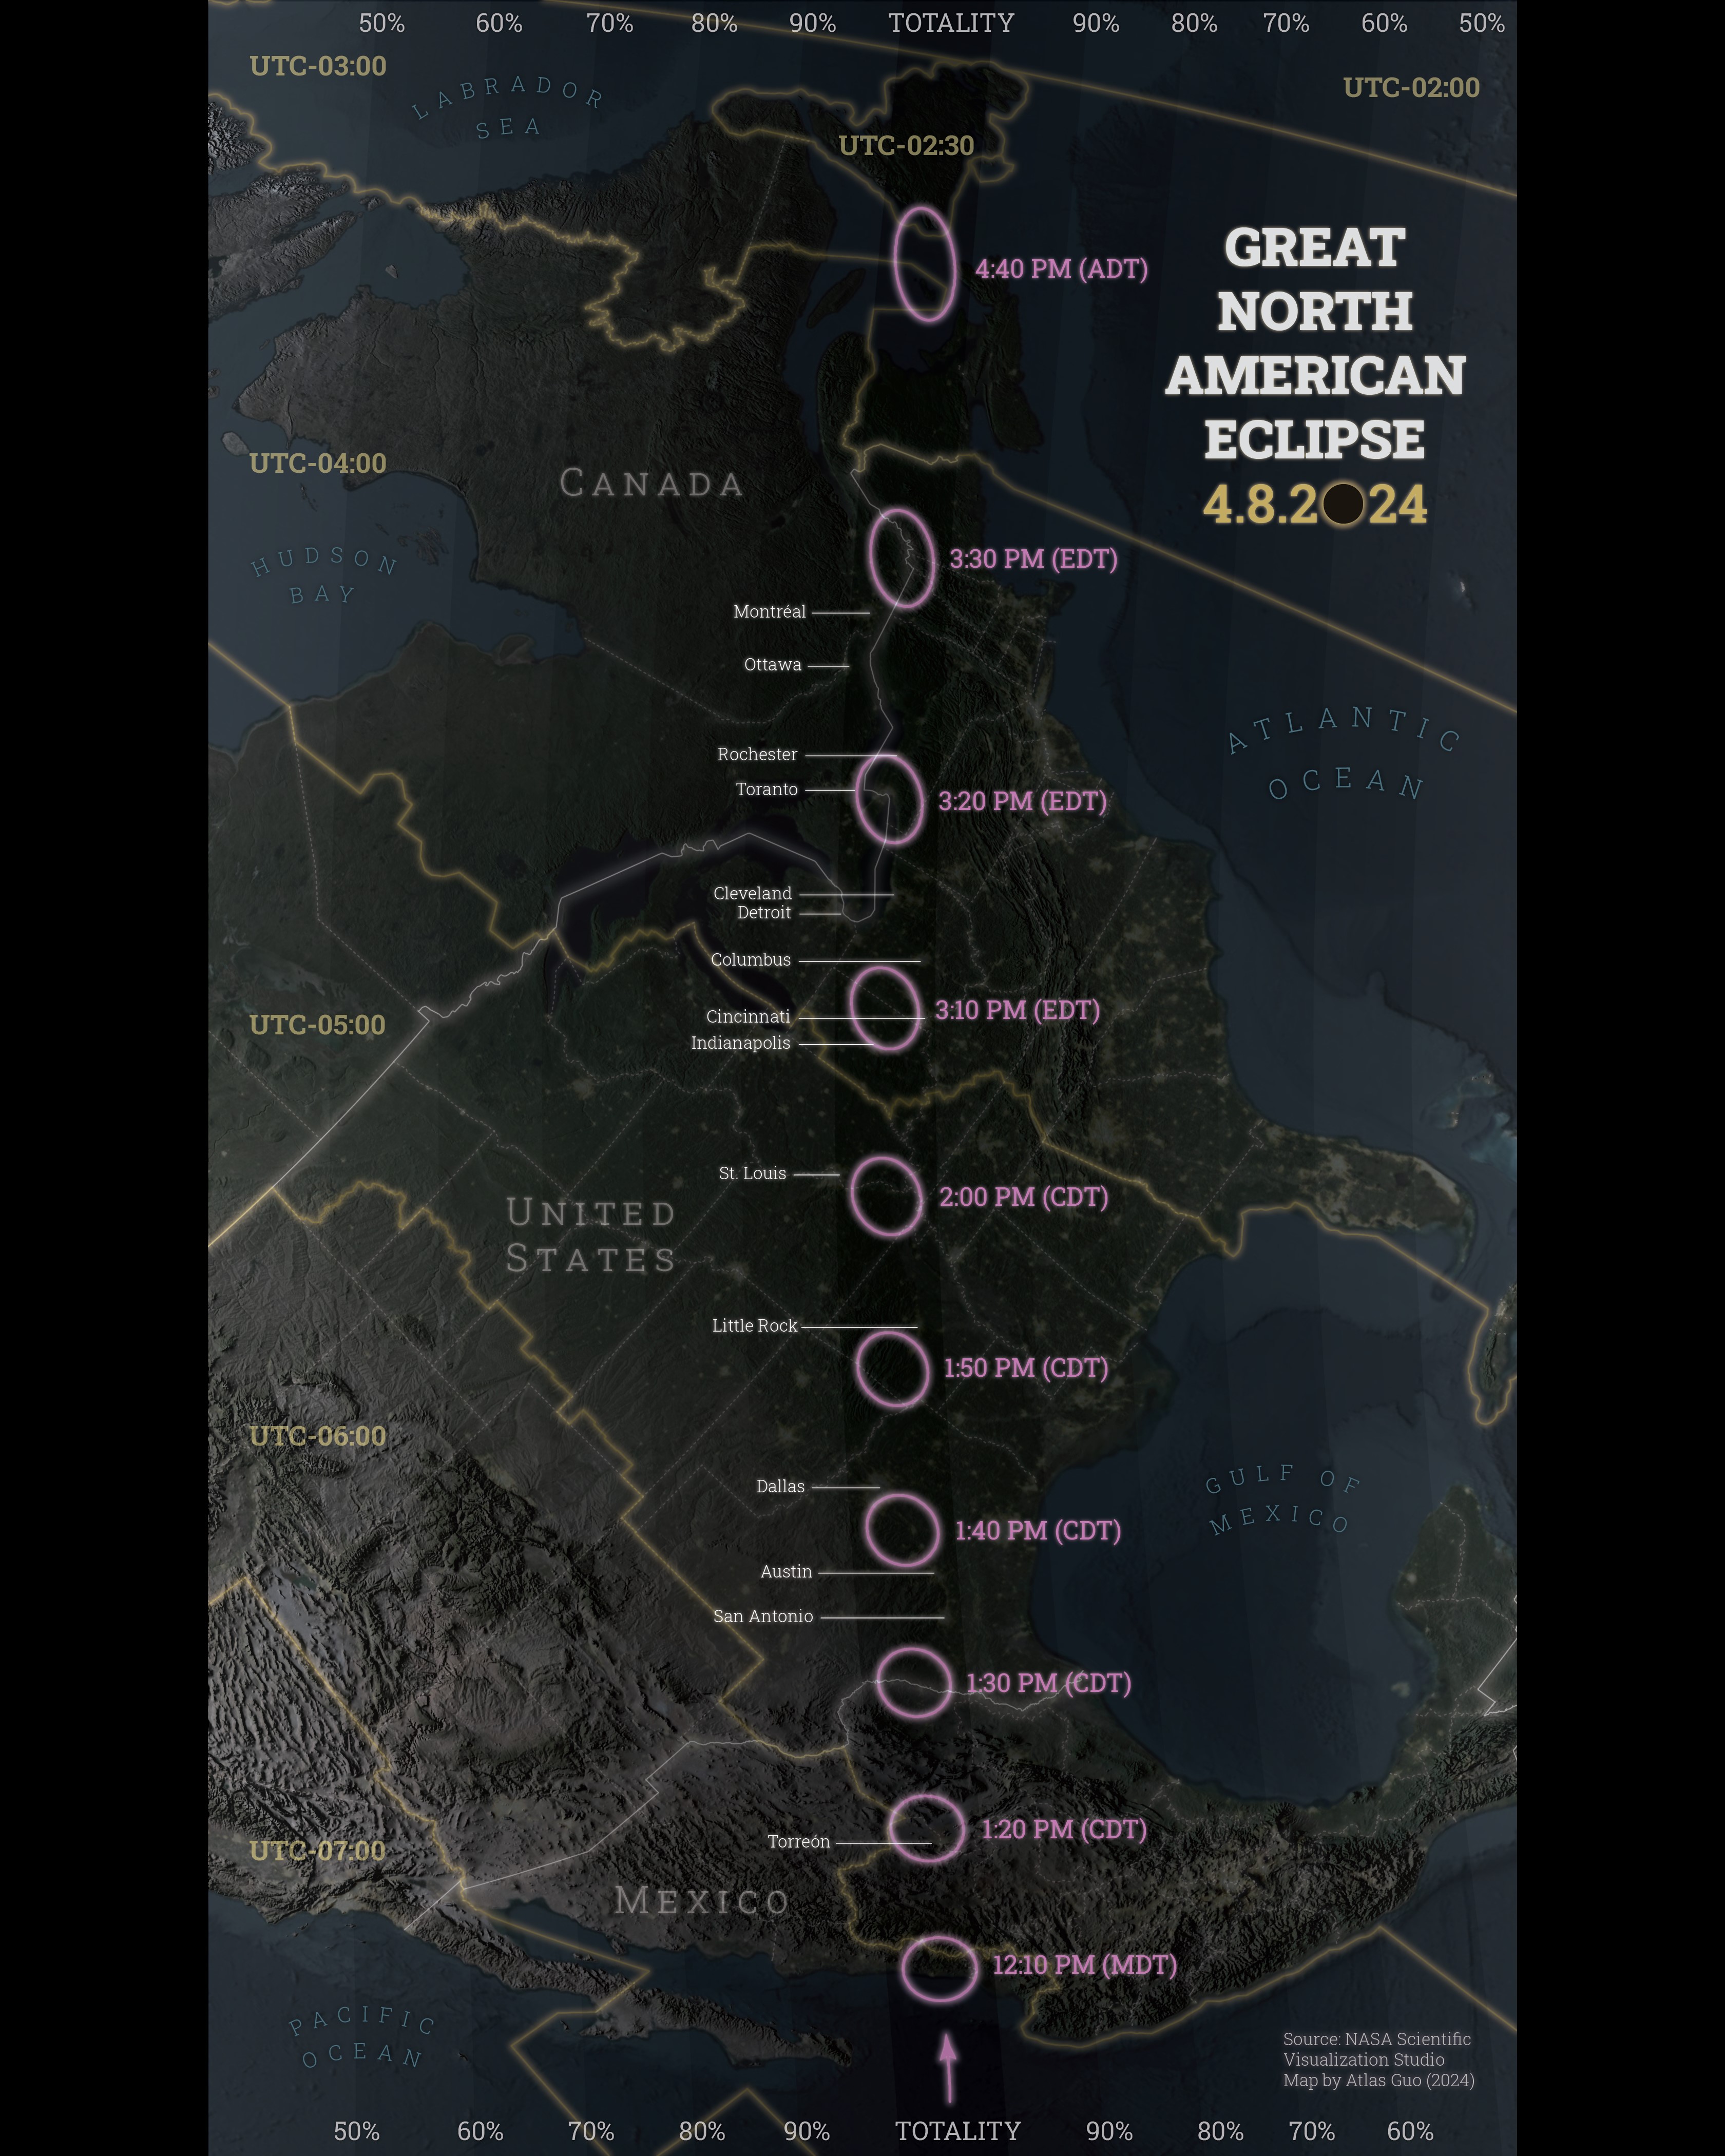 50% 60% 70% 80% 90% TOTALITY 90% 80% 70% 60% 50%
UTC-03:00
UTC-02:00
LABRADOR
SEA
UTC-02:30
GREAT
NORTH
AMERICAN
ECLIPSE
4.8.2024
4:40 PM (ADT)
UTC-04:00
CANADA
HUDSON
BAY
3:30 PM (EDT)
Montréal
Ottawa
ATLANTIC
OCEAN
Rochester
Toranto
3:20 PM (EDT)
Cleveland
Detroit
Columbus
3:10 PM (EDT)
Cincinnati
Indianapolis
UTC-05:00
St. Louis
2:00 PM (CDT)
UNITED
STATES
Little Rock
1:50 PM (CDT)
UTC-06:00
GULF OF
MEXICO
Dallas
1:40 PM (CDT)
Austin
San Antonio
1:30 PM (CDT)
1:20 PM (CDT)
Torreón
UTC-07:00
MEXICO
12:10 PM (MDT)
PACIFIC
OCEAN
Source: NASA Scientific
Visualization Studio
Map by Atlas Guo (2024)
50% 60% 70% 80% 90% TOTALITY 90% 80% 70% 60%